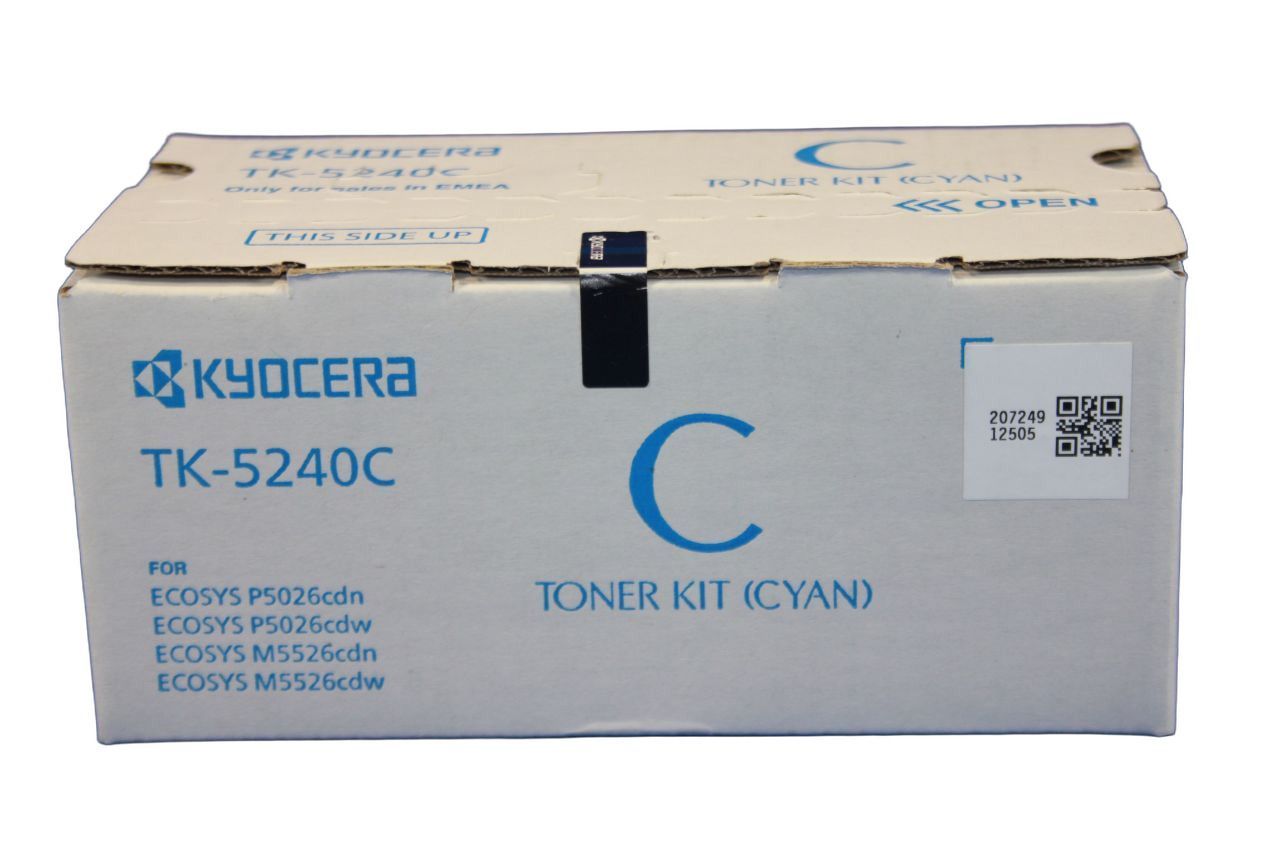 KYOCERA
TK-5240C
Only for sales in EMEA
THIS SIDE UP
C
TONER KIT (CYAN)
OPEN
KYOCERA
KYOCERA
TK-5240C
FOR
ECOSYS P5026cdn
ECOSYS P5026cdw
ECOSYS M5526cdn
ECOSYS M5526cdw
C
TONER KIT (CYAN)
207249
12505